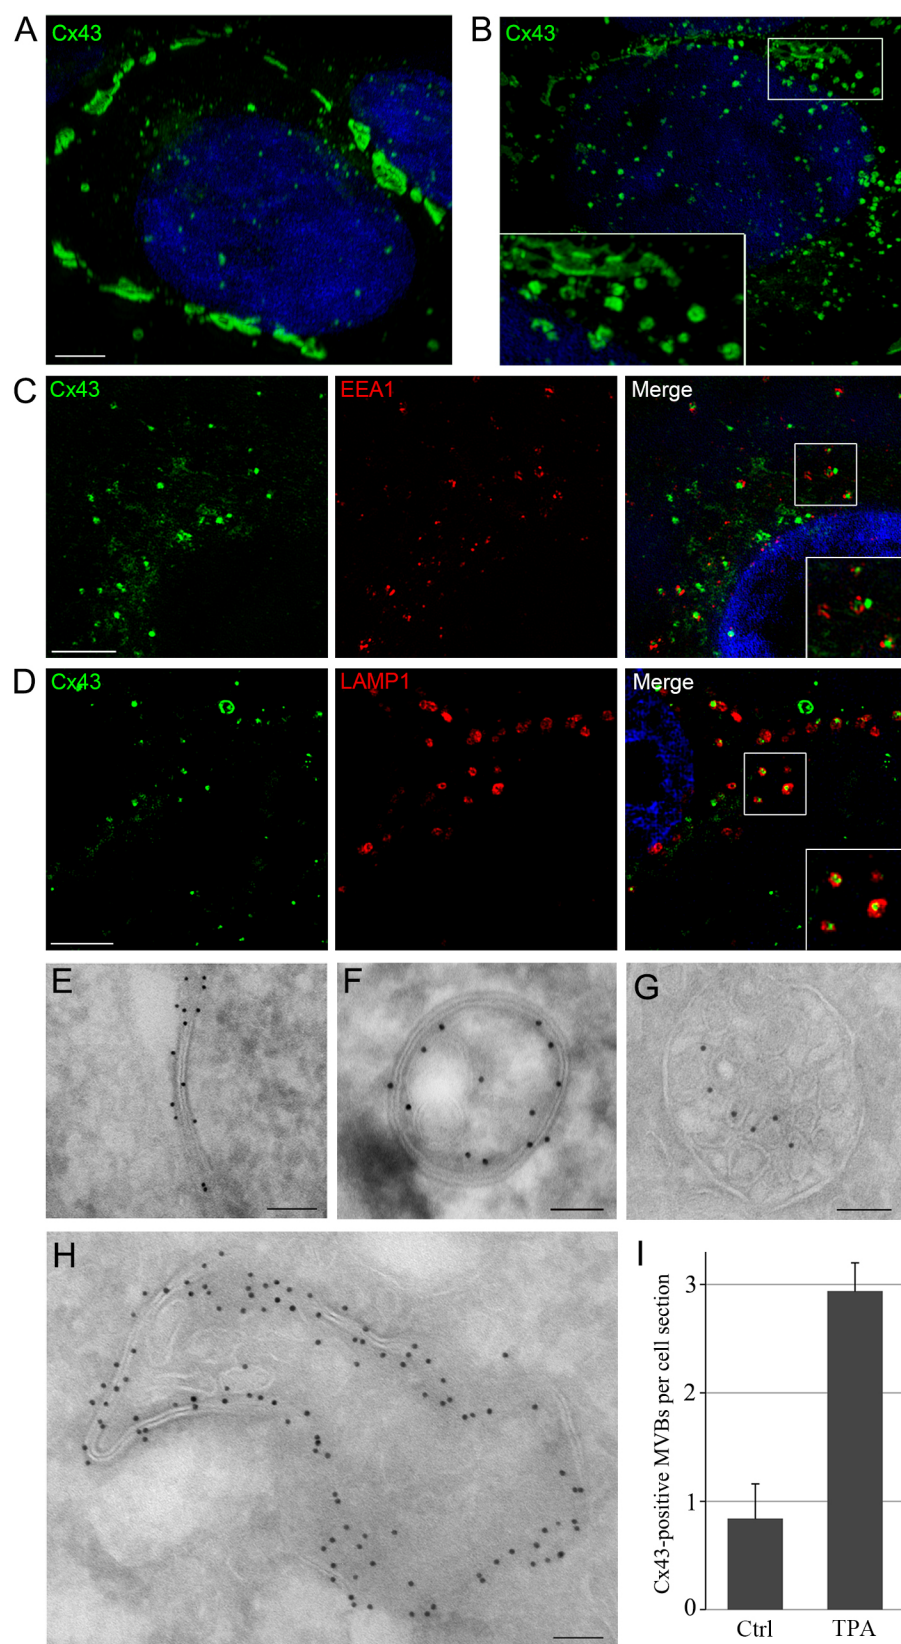 A
Cx43
B
Cx43
C
Cx43
EEA1
Merge
D
Cx43
LAMP1
Merge
E
F
G
H
I
Cx43-positive MVBs per cell section
3
2
1
0
Ctrl
TPA